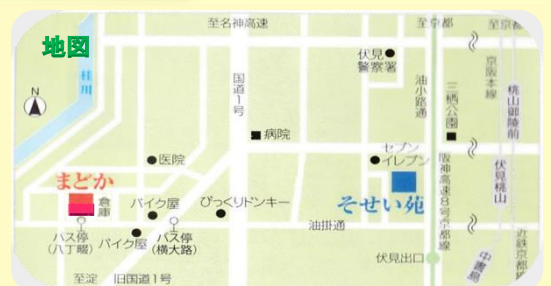 地図
至名神高速
至京都
至京都
伏見
警察署
桂川
N
国道1号
油小路通
三栖公園
京阪本線
桃山御陵前
病院
医院
セブン
イレブン
まどか
倉庫
バイク屋
びっくりドンキー
そせい苑
阪神高速8号京都線
伏見桃山
油掛通
バス停
(八丁畷)
バイク屋
バス停
(横大路)
伏見出口
中書島
近鉄京都線
至淀
旧国道1号